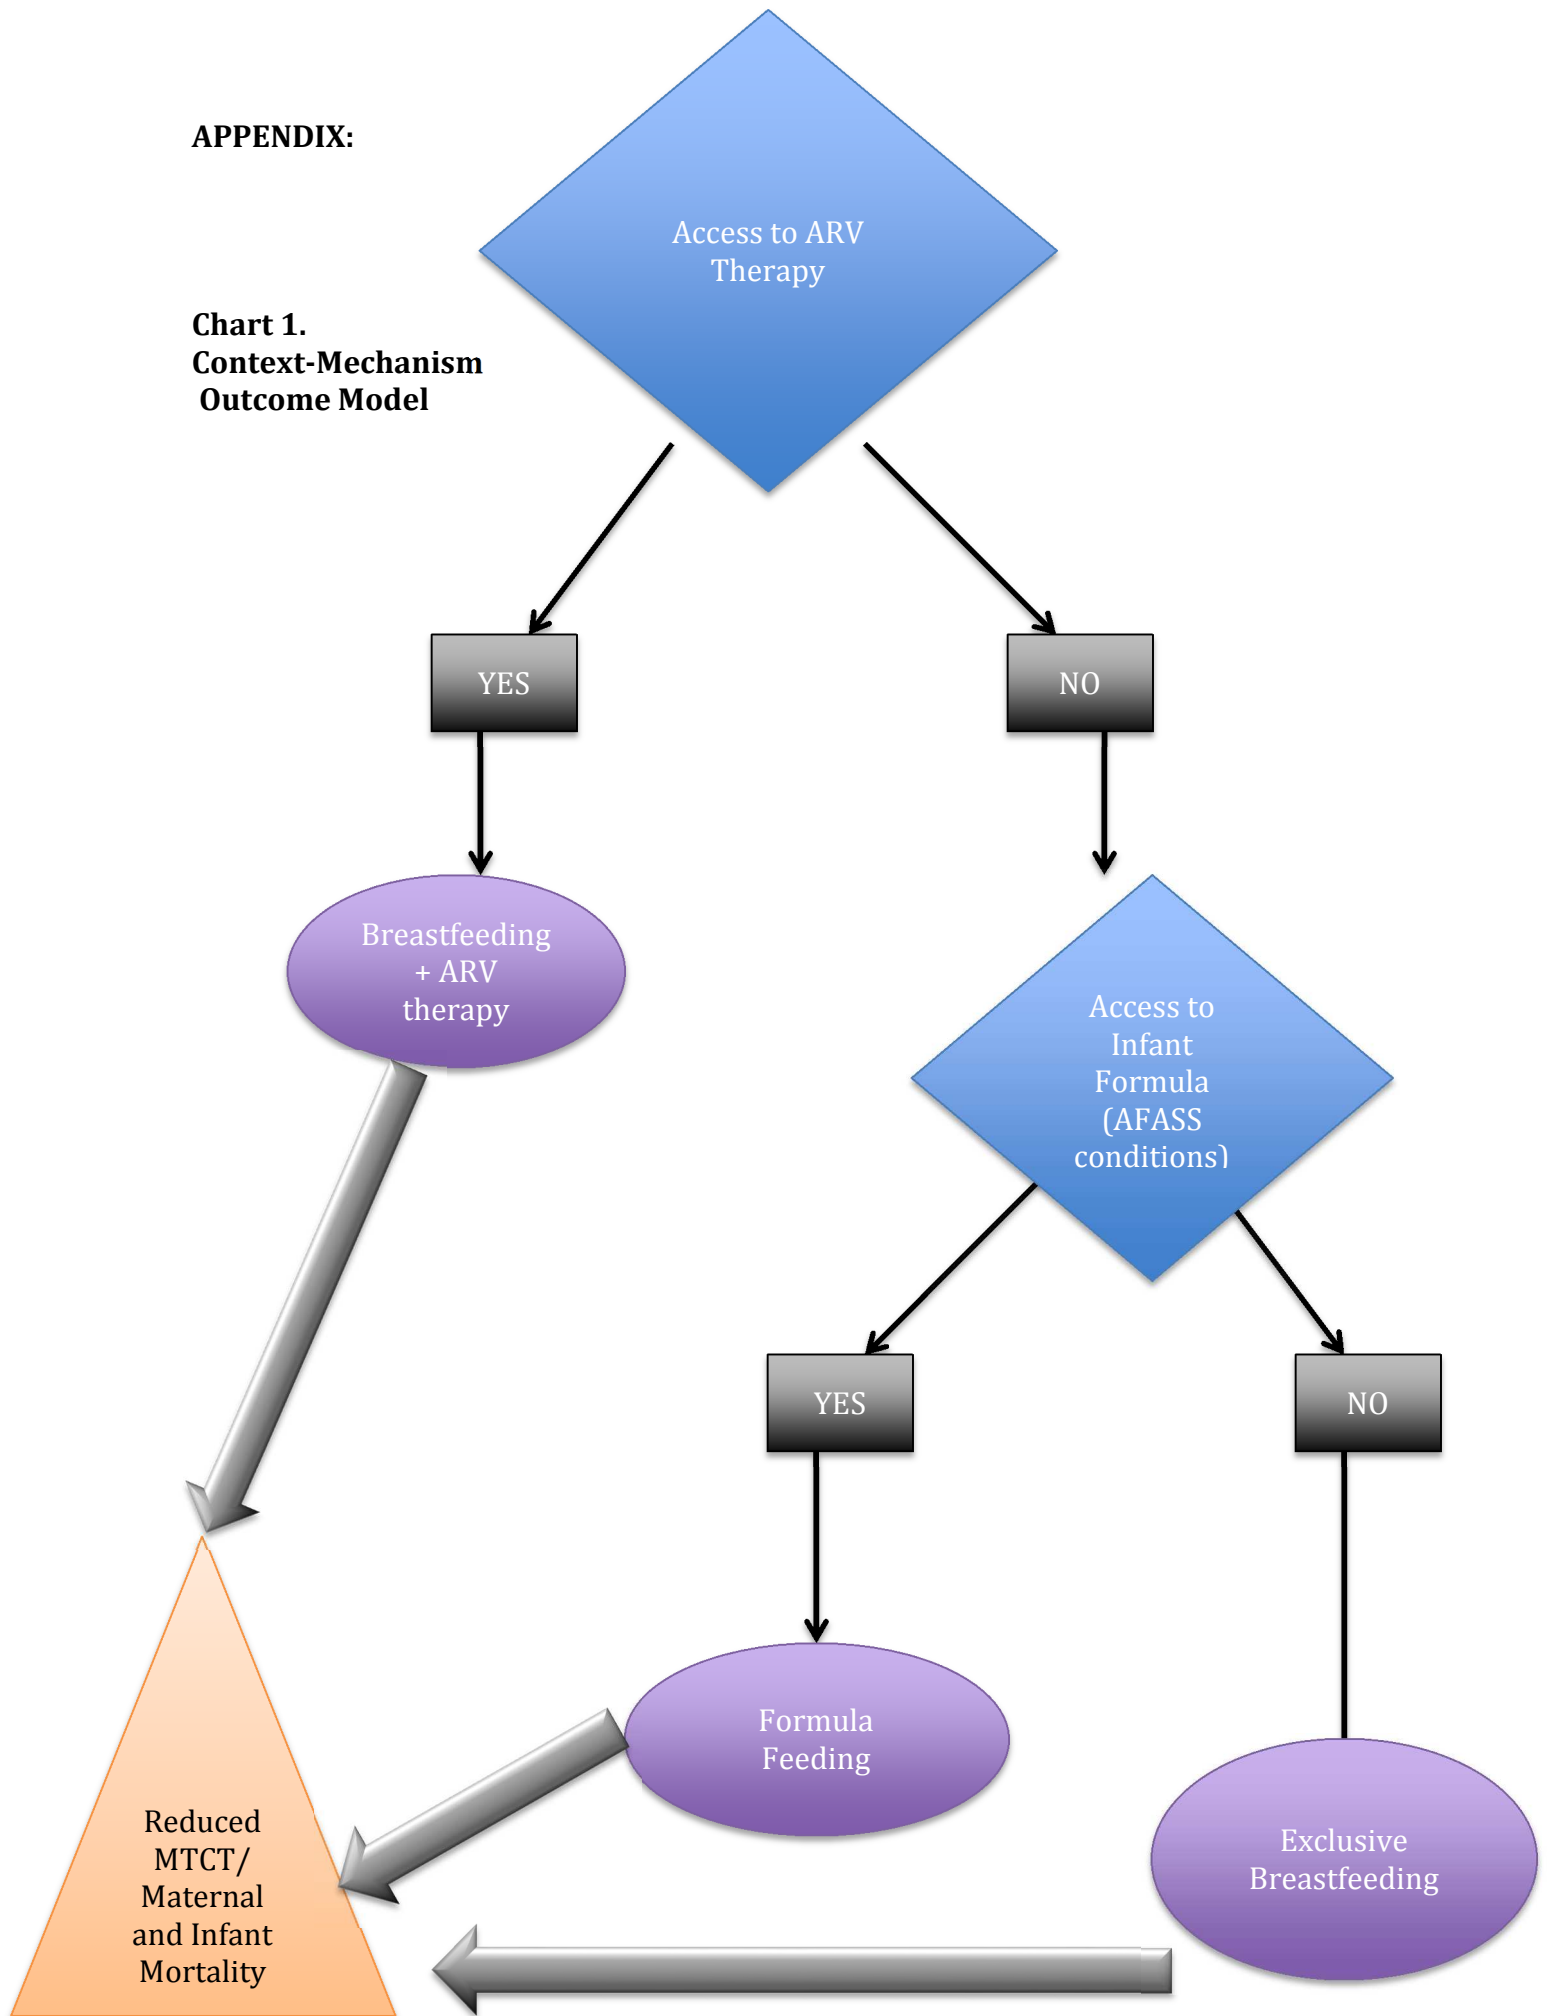 APPENDIX:
Access to ARV
Therapy
Chart 1.
Context-Mechanism
Outcome Model
YES
NO
Breastfeeding
+ ARV
therapy
Access to
Infant
Formula
(AFASS
conditions)
YES
NO
Formula
Feeding
Exclusive
Breastfeeding
Reduced
MTCT/
Maternal
and Infant
Mortality